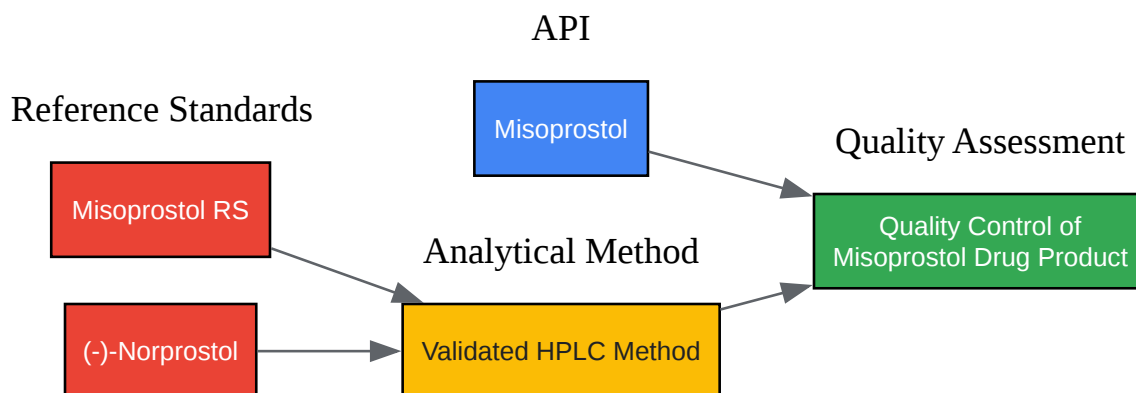 API
Reference Standards
Misoprostol
Quality Assessment
Misoprostol RS
Quality Control of
Misoprostol Drug Product
Analytical Method
(-)-Norprostol
Validated HPLC Method